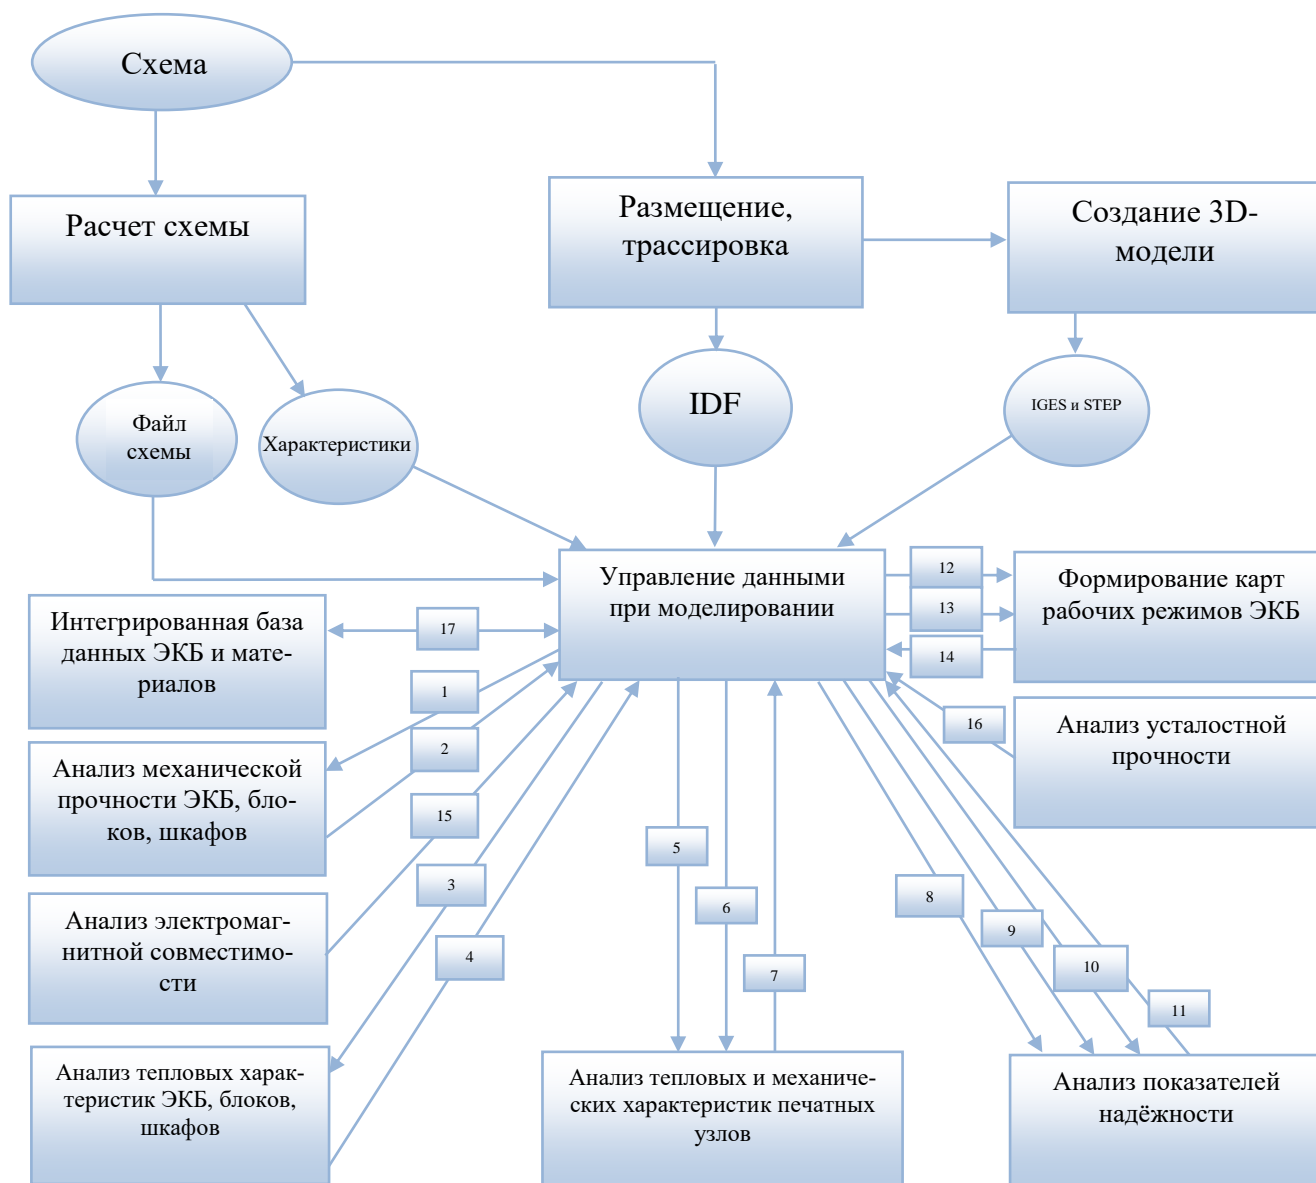 Схема
Расчет схемы
Размещение,
трассировка
Создание 3D-
модели
Файл
схемы
Характеристики
IDF
IGES и STEP
Управление данными
при моделировании
12
13
14
Формирование карт
рабочих режимов ЭКБ
Интегрированная база
данных ЭКБ и мате-
риалов
17
1
2
15
3
4
5
6
7
8
9
10
11
16
Анализ усталостной
прочности
Анализ механической
прочности ЭКБ, бло-
ков, шкафов
Анализ электромаг-
нитной совместимо-
сти
Анализ тепловых харак-
теристик ЭКБ, блоков,
шкафов
Анализ тепловых и механиче-
ских характеристик печатных
узлов
Анализ показателей
надёжности